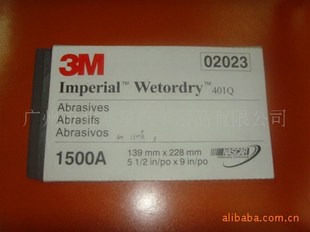 3M
02023
Imperial™ Wetordry™ 401Q
Abrasives
Abrasifs
Abrasivos
1500A
139 mm x 228 mm
5 1/2 in/po x 9 in/po
NASCAR
alibaba.com.cn